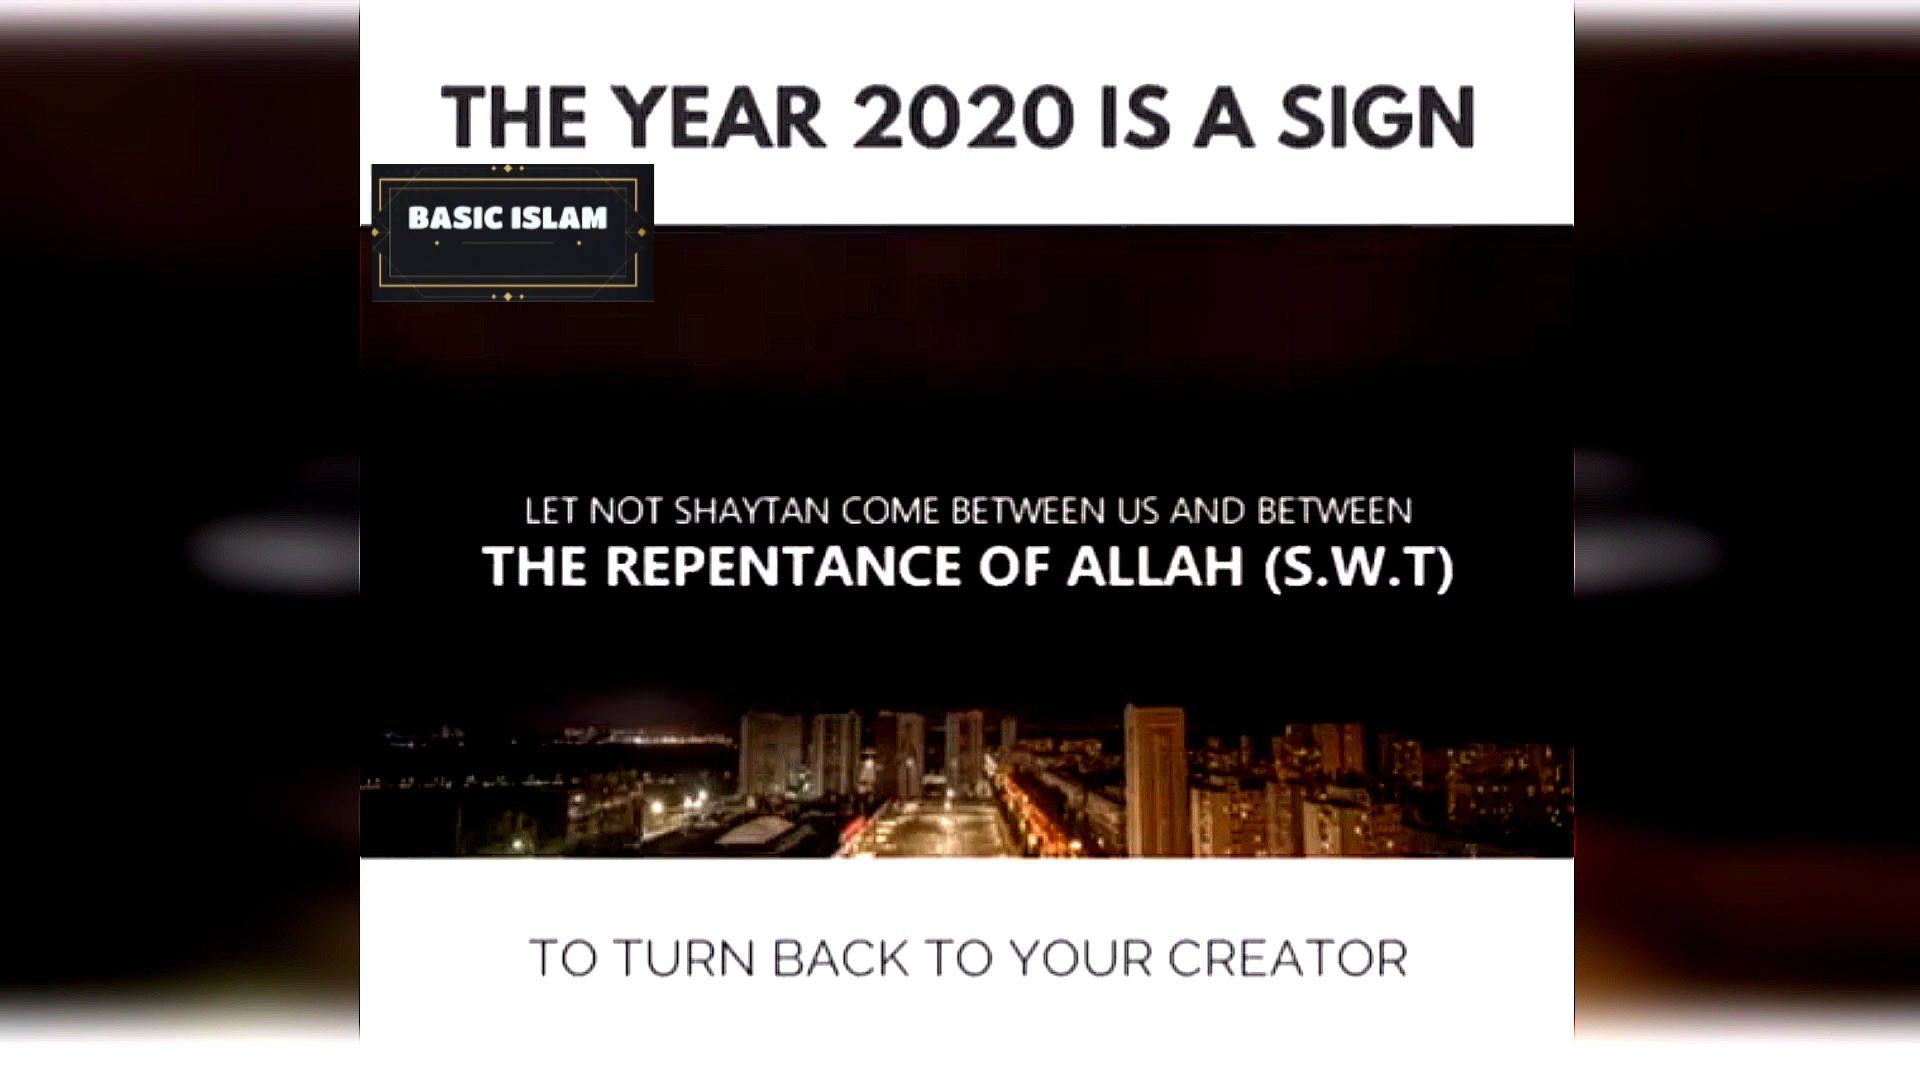 THE YEAR 2020 IS A SIGN
BASIC ISLAM
LET NOT SHAYTAN COME BETWEEN US AND BETWEEN
THE REPENTANCE OF ALLAH (S.W.T)
TO TURN BACK TO YOUR CREATOR